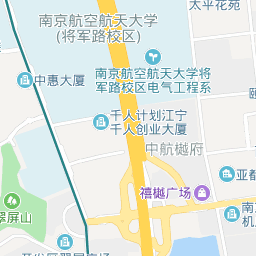 太平花苑
南京航空航天大学
(将军路校区)
南京航空航天大学将
军路校区电气工程系
中惠大厦
千人计划江宁
千人创业大厦
中航樾府
亚都
禧樾广场
翠屏山
南京
机